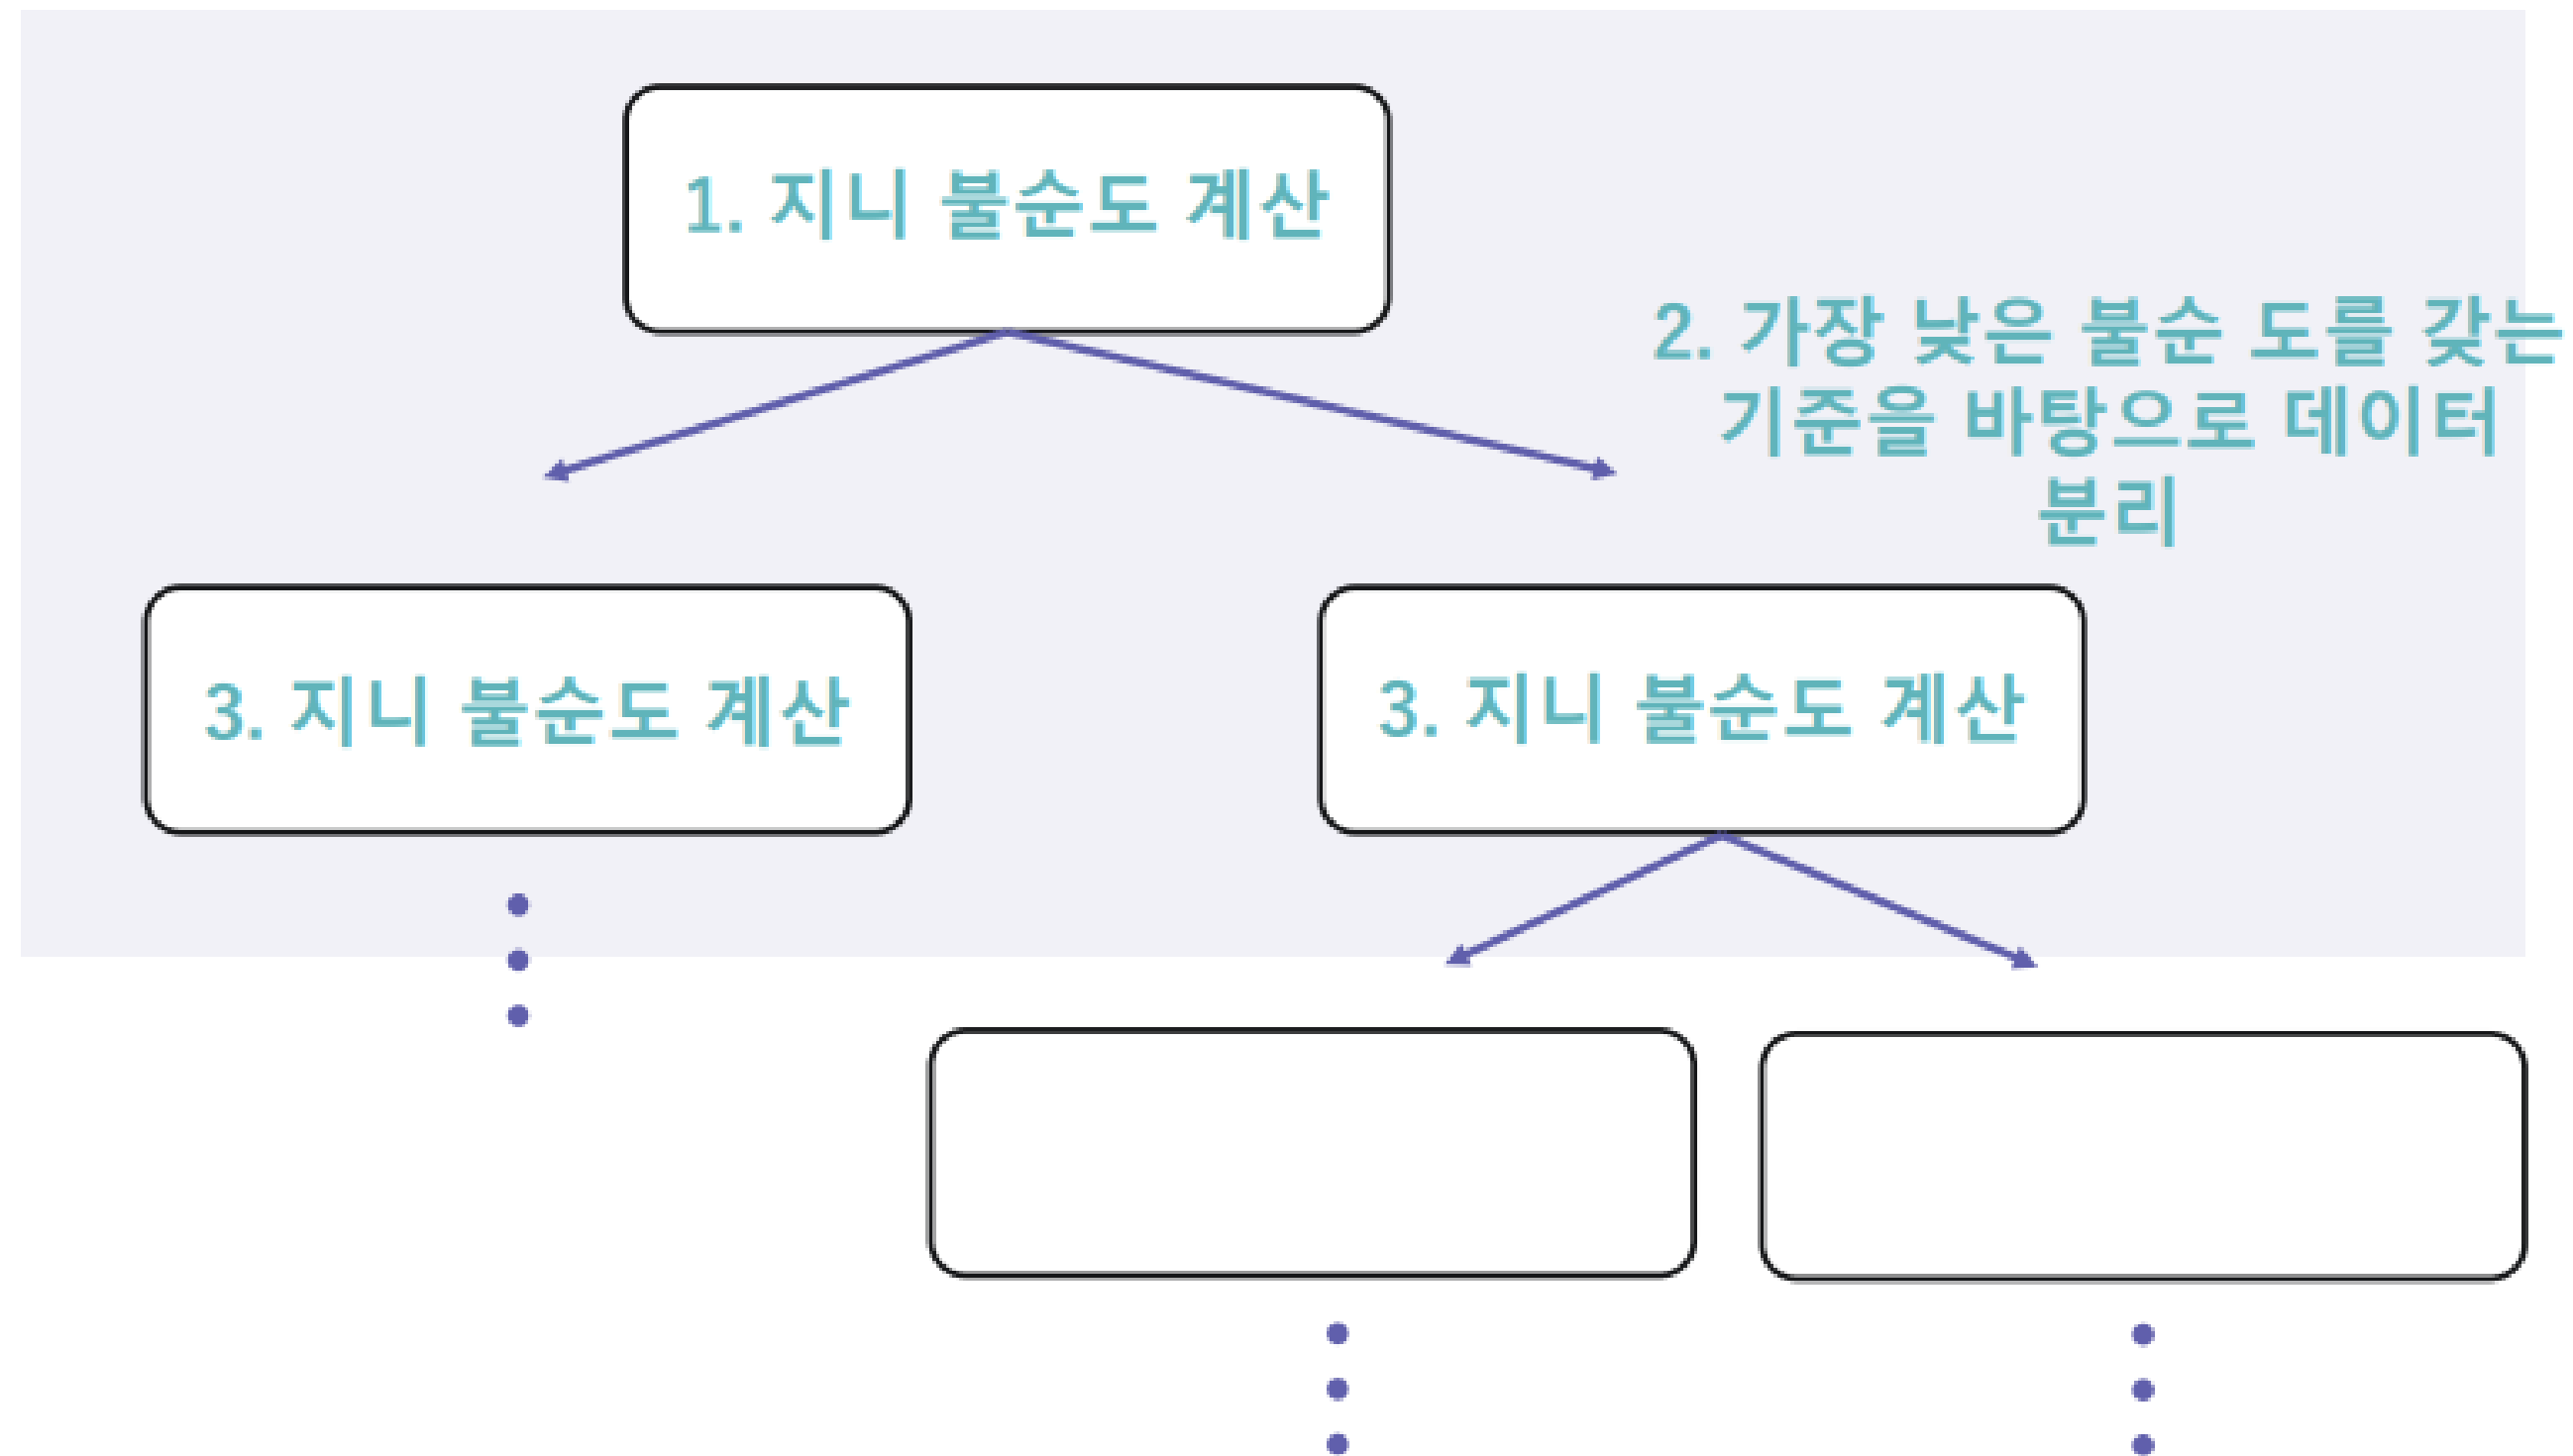 1. 지니 불순도 계산
2. 가장 낮은 불순 도를 갖는
기준을 바탕으로 데이터
분리
3. 지니 불순도 계산
3. 지니 불순도 계산